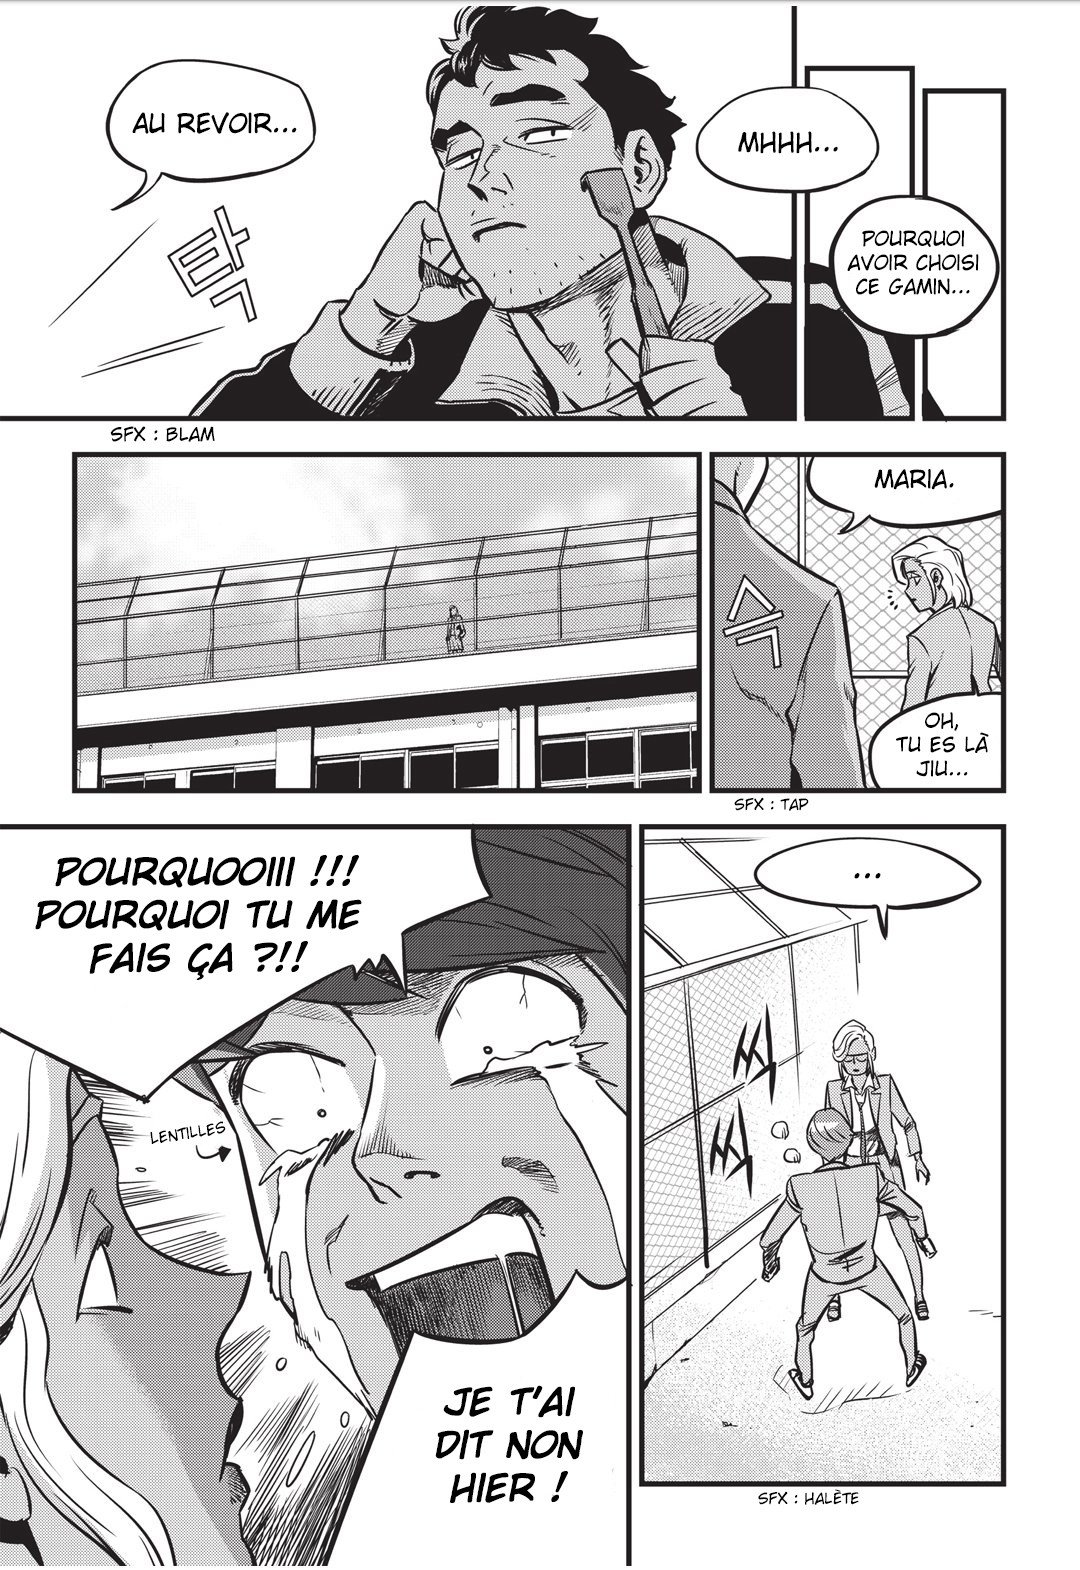 AU REVOIR...
탁
MHHH...
POURQUOI
AVOIR CHOISI
CE GAMIN...
SFX : BLAM
MARIA.
스
윽
OH,
TU ES LÀ
JIU...
SFX : TAP
POURQUOOIII !!!
POURQUOI TU ME
FAIS ÇA ?!!
LENTILLES
JE T'AI
DIT NON
HIER !
...
SFX : HALÈTE